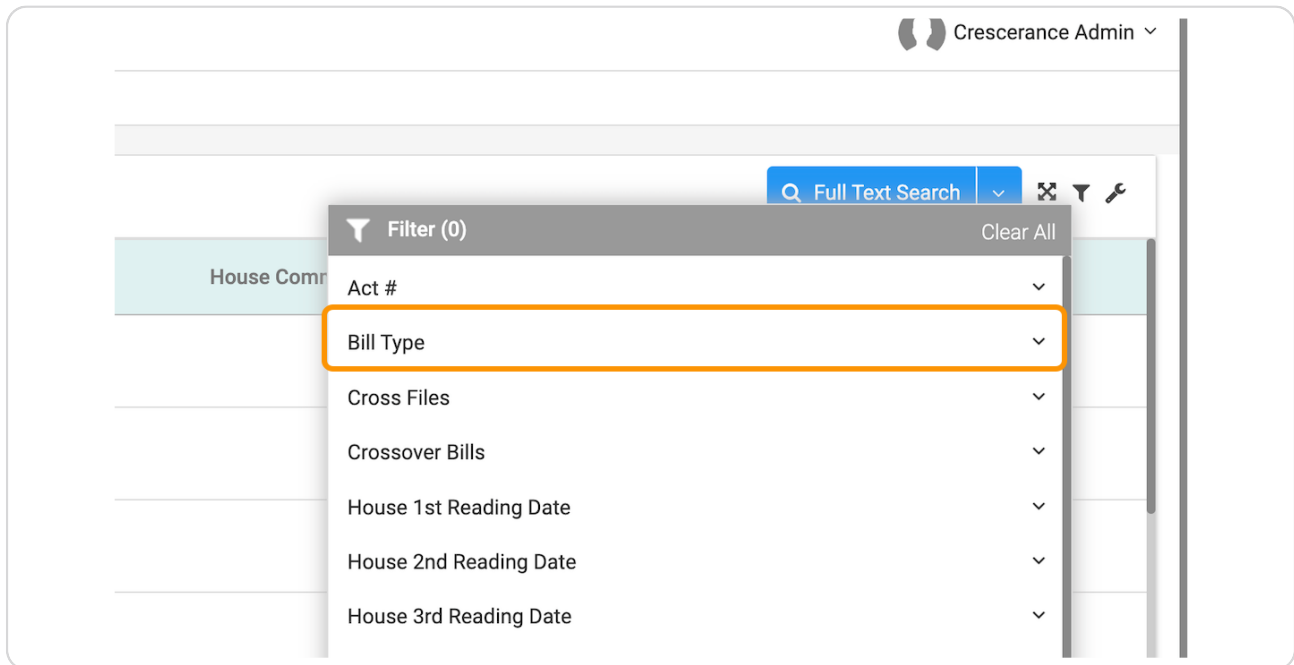 Crescerance Admin
Full Text Search
Filter (0)
Clear All
House
Act #
Bill Type
Cross Files
Crossover Bills
House 1st Reading Date
House 2nd Reading Date
House 3rd Reading Date